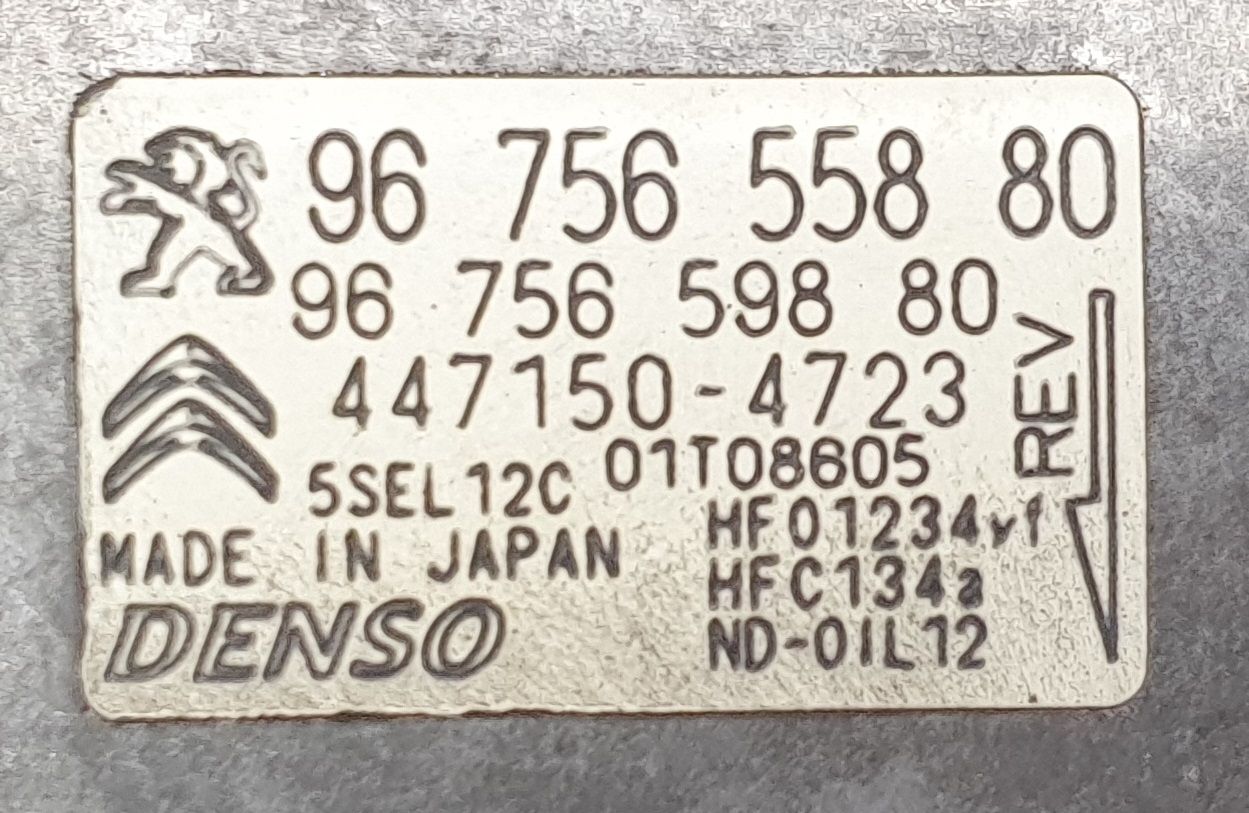 96 756 558 80
96 756 598 80
447150-4723
5SEL12C 01T08605
REV
MADE IN JAPAN
HFO1234yf
HFC134a
ND-OIL12
DENSO